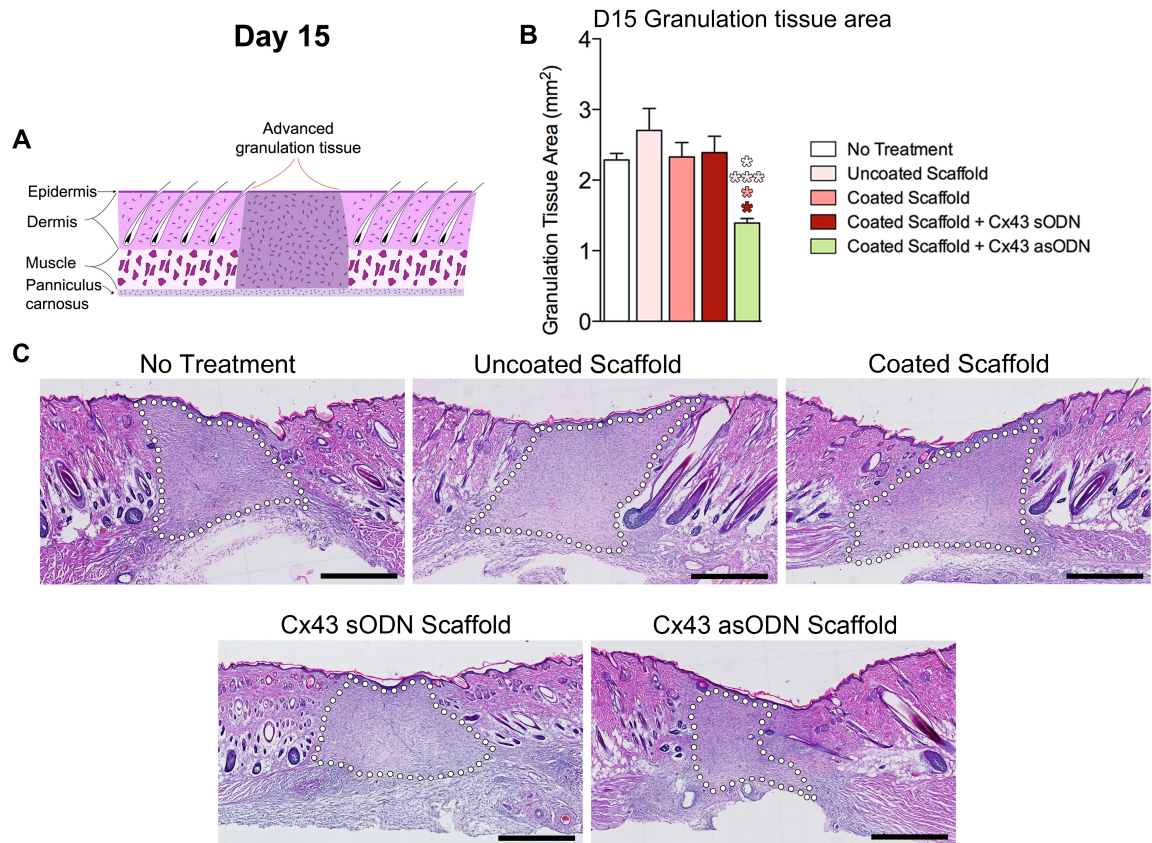 Day 15
A
Advanced
granulation tissue
Epidermis
Dermis
Muscle
Panniculus
carnosus
B
D15 Granulation tissue area
Granulation Tissue Area (mm2)
4
3
2
1
0
*
***
*
*
No Treatment
Uncoated Scaffold
Coated Scaffold
Coated Scaffold + Cx43 sODN
Coated Scaffold + Cx43 asODN
C
No Treatment
Uncoated Scaffold
Coated Scaffold
Cx43 sODN Scaffold
Cx43 asODN Scaffold